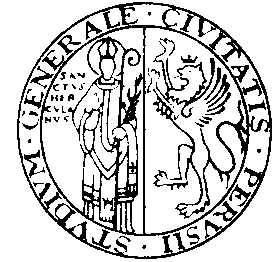 STVDIVM · GENERALE · CIVITATIS · PERVSII ·
SAN
CTVS
HER
CVLA
NVS